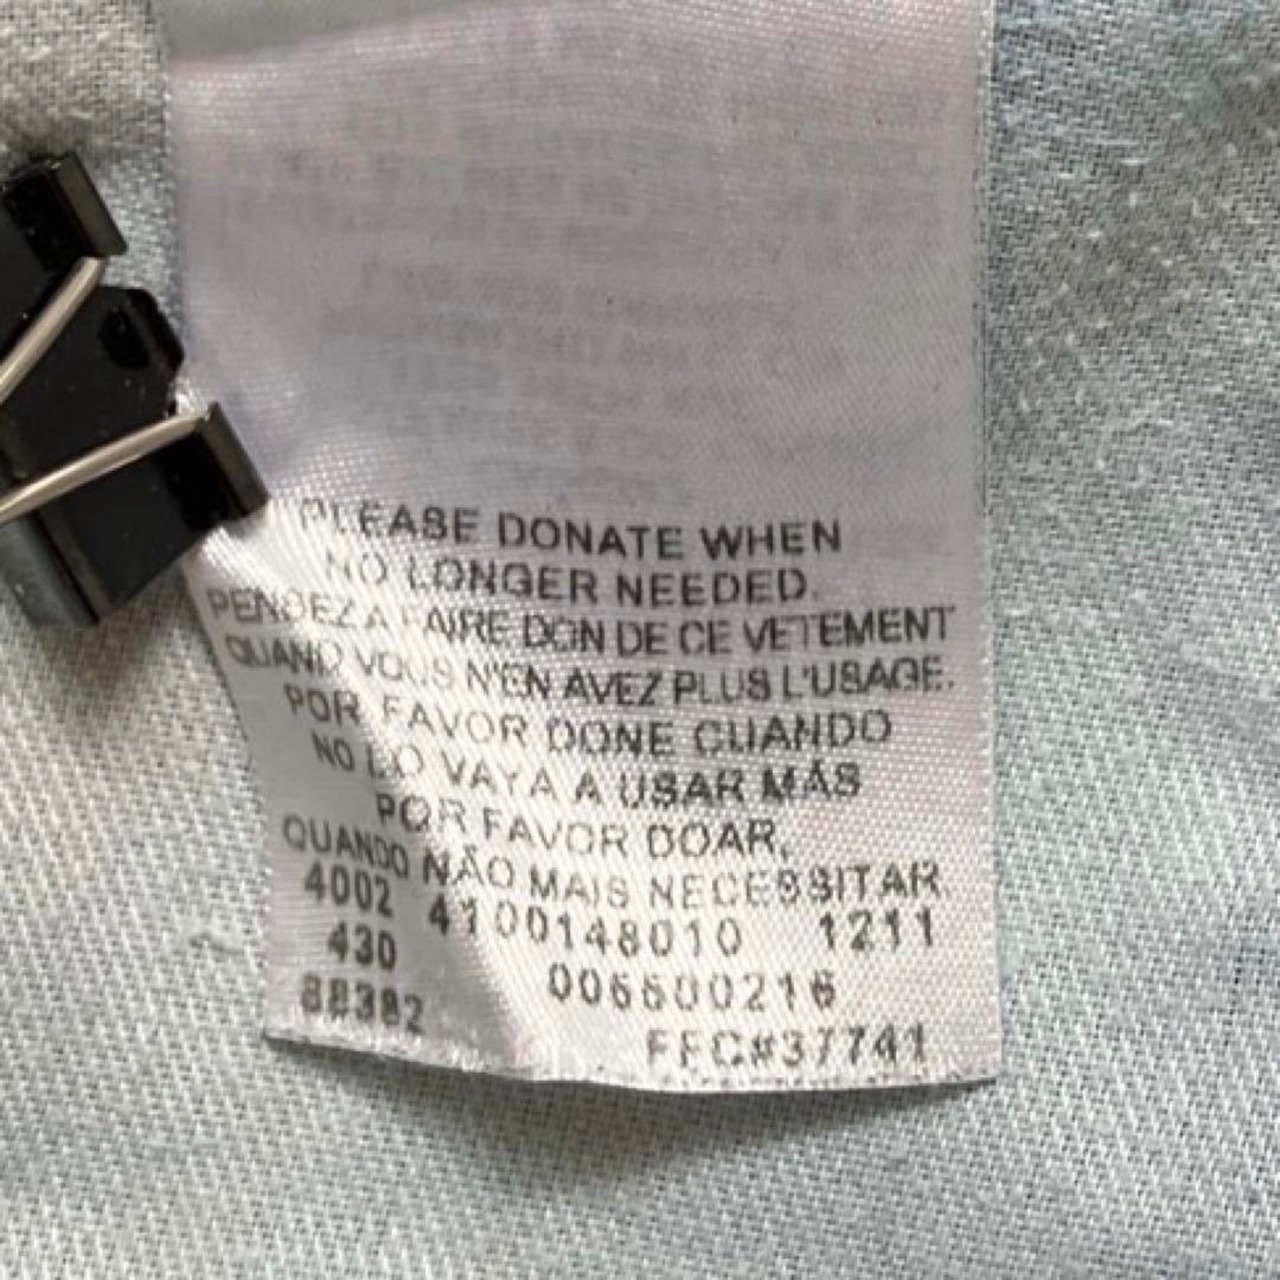 PLEASE DONATE WHEN
NO LONGER NEEDED.
PENSEZ A FAIRE DON DE CE VETEMENT
QUAND VOUS N'EN AVEZ PLUS L'USAGE.
POR FAVOR DONE CUANDO
NO LO VAYA A USAR MÁS
POR FAVOR DOAR,
QUANDO NÃO MAIS NECESSITAR
4002 4100148010 1211
430 006600216
88382 FFC#37741